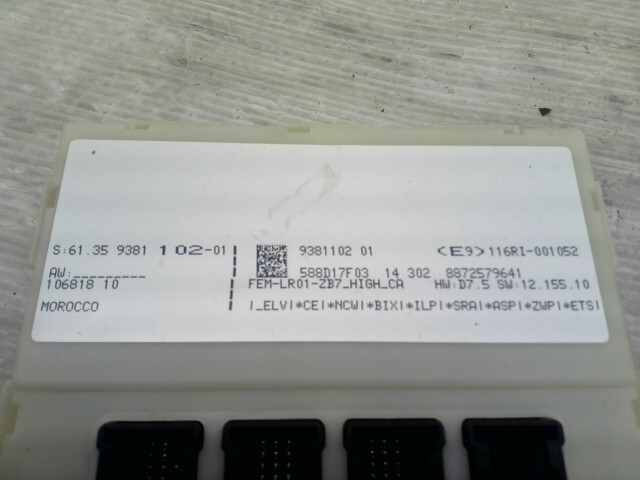 S:61.35 9381 102-01 | 9381102 01 <E9>116RI-001052
AW:_________ 588D17F03 14 302 8872579641
106818 10 FEM-LR01-ZB7_HIGH_CA HW:D7.5 SW:12.155.10
MOROCCO |_ELV|*CE|*NCW|*BIX|*ILP|*SRA|*ASP|*ZWP|*ETS|